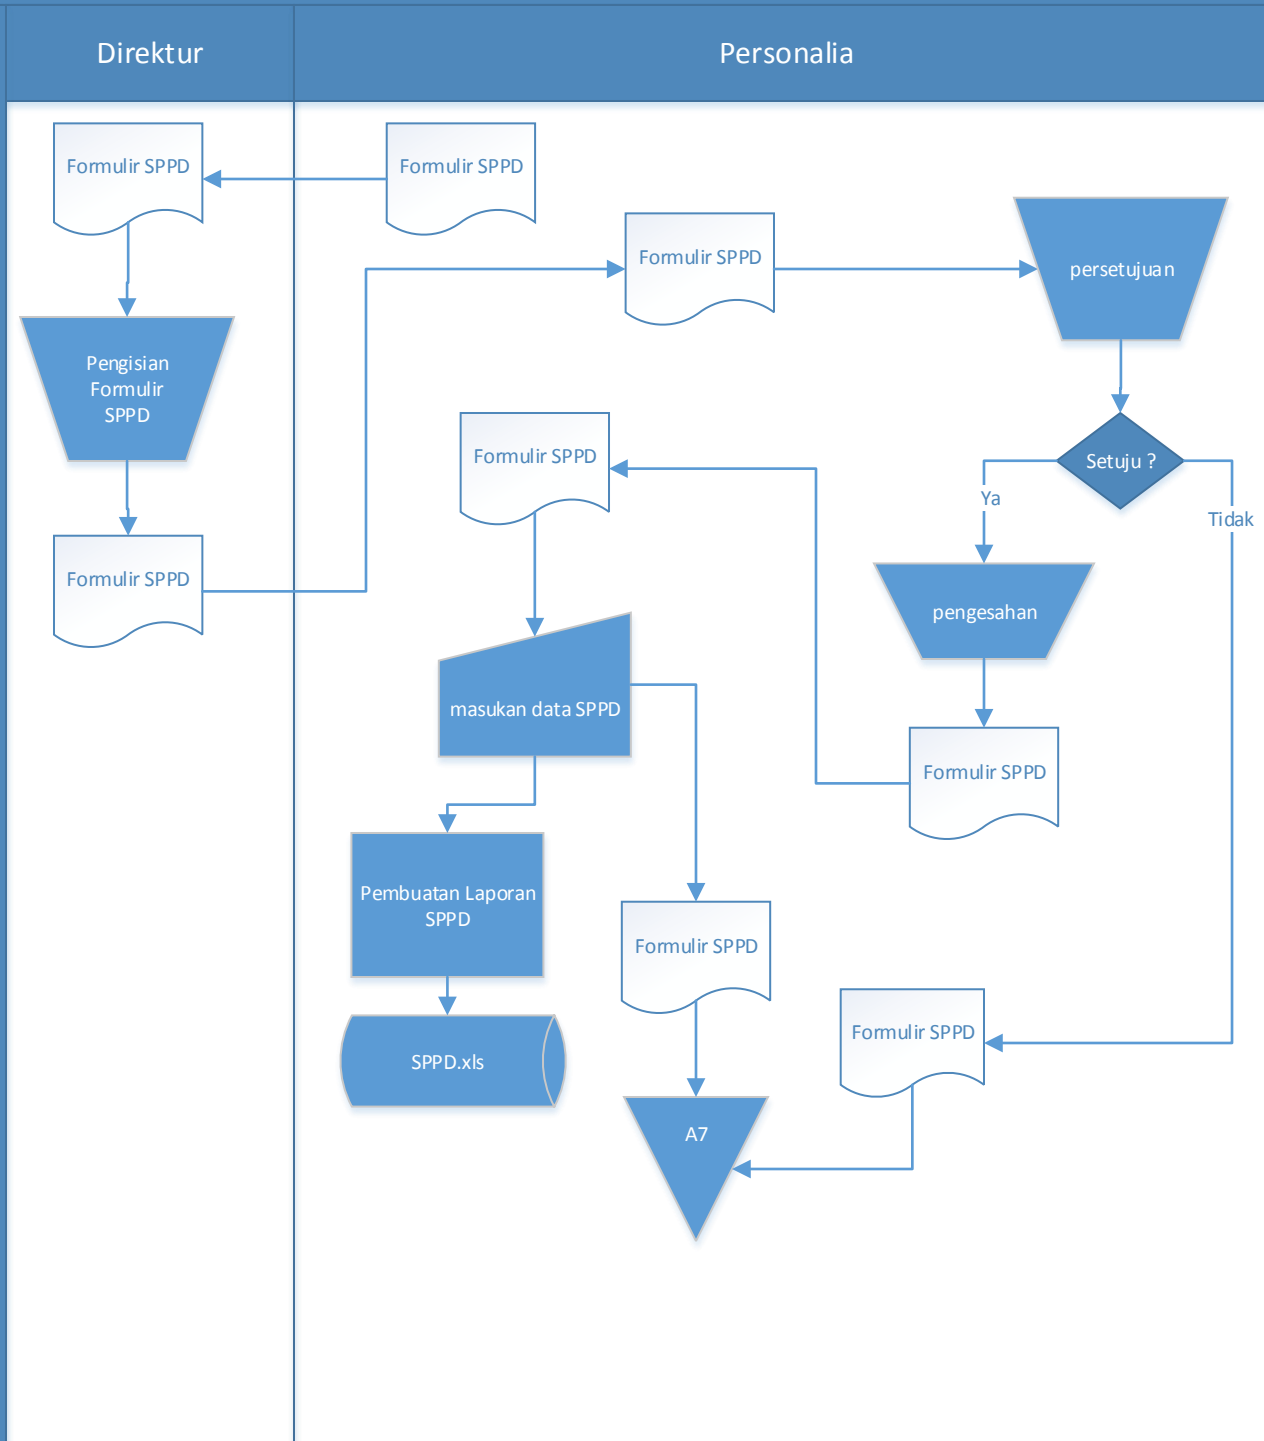 Direktur
Personalia
Formulir SPPD
Formulir SPPD
Formulir SPPD
persetujuan
Pengisian
Formulir
SPPD
Formulir SPPD
Setuju ?
Ya
Tidak
Formulir SPPD
pengesahan
masukan data SPPD
Formulir SPPD
Pembuatan Laporan
SPPD
Formulir SPPD
Formulir SPPD
SPPD.xls
A7